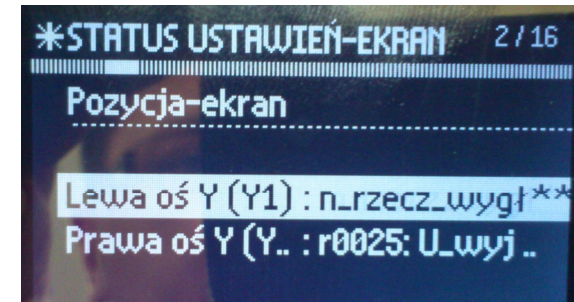 *STATUS USTAWIEŃ-EKRAN 2/16
Pozycja-ekran
Lewa oś Y (Y1) : n_rzecz_wygł**
Prawa oś Y (Y.. : r0025: U_wyj ..